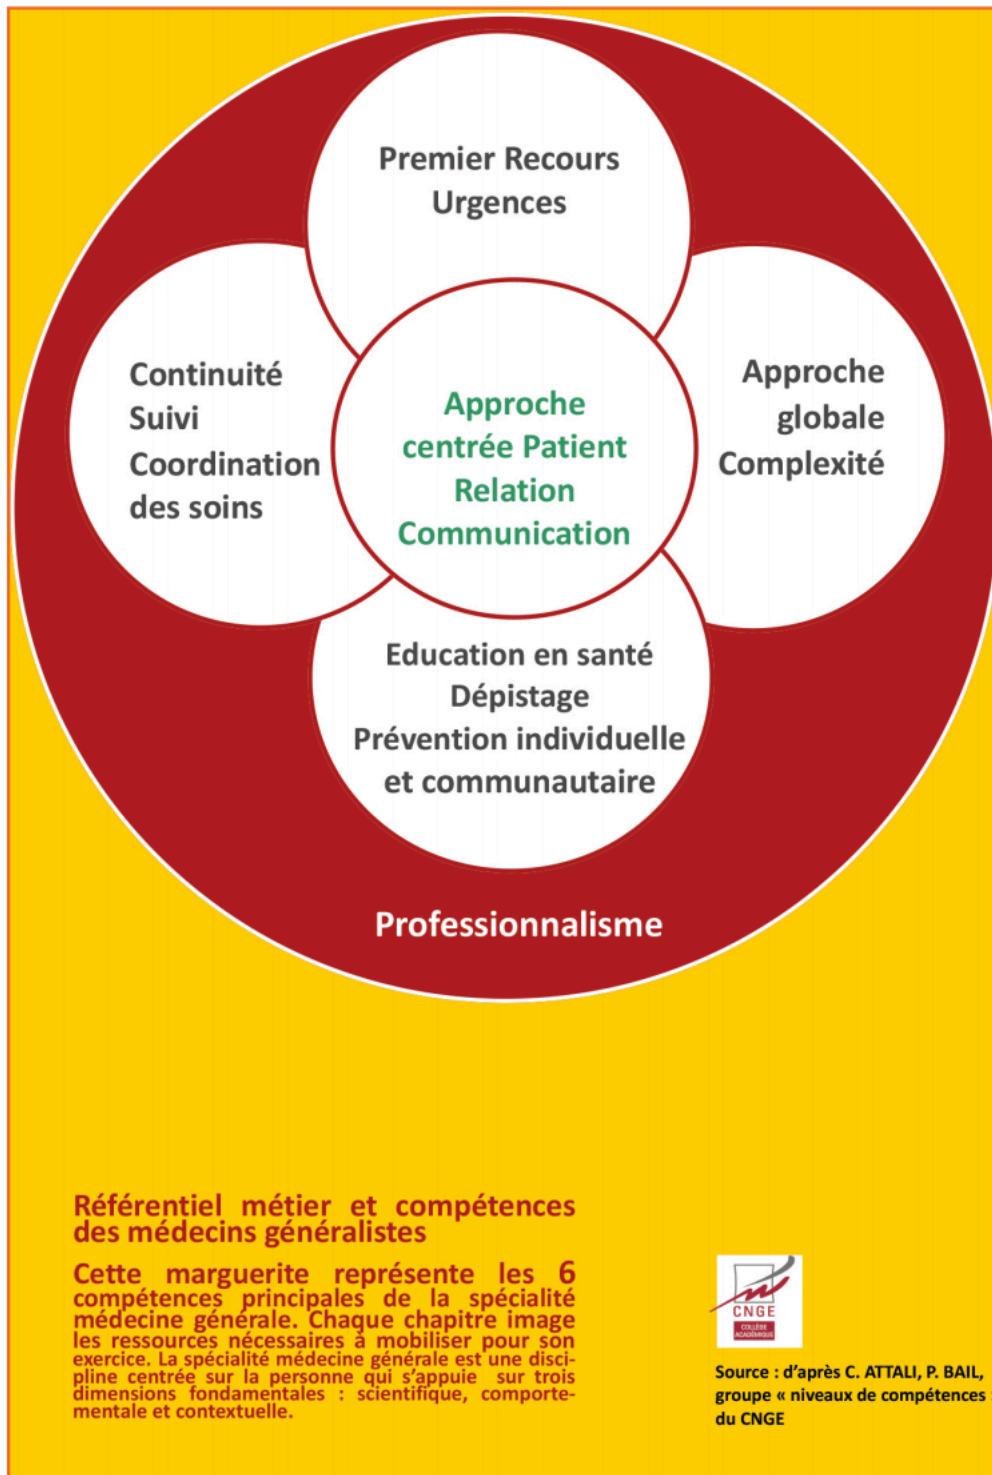 Premier Recours
Urgences
Continuité
Suivi
Coordination
des soins
Approche
centrée Patient
Relation
Communication
Approche
globale
Complexité
Education en santé
Dépistage
Prévention individuelle
et communautaire
Professionnalisme
Référentiel métier et compétences
des médecins généralistes
Cette marguerite représente les 6
compétences principales de la spécialité
médecine générale. Chaque chapitre image
les ressources nécessaires à mobiliser pour son
exercice. La spécialité médecine générale est une disci-
pline centrée sur la personne qui s’appuie sur trois
dimensions fondamentales : scientifique, comporte-
mentale et contextuelle.
CNGE
COLLÈGE
ACADÉMIQUE
Source : d’après C. ATTALI, P. BAIL,
groupe « niveaux de compétences »
du CNGE